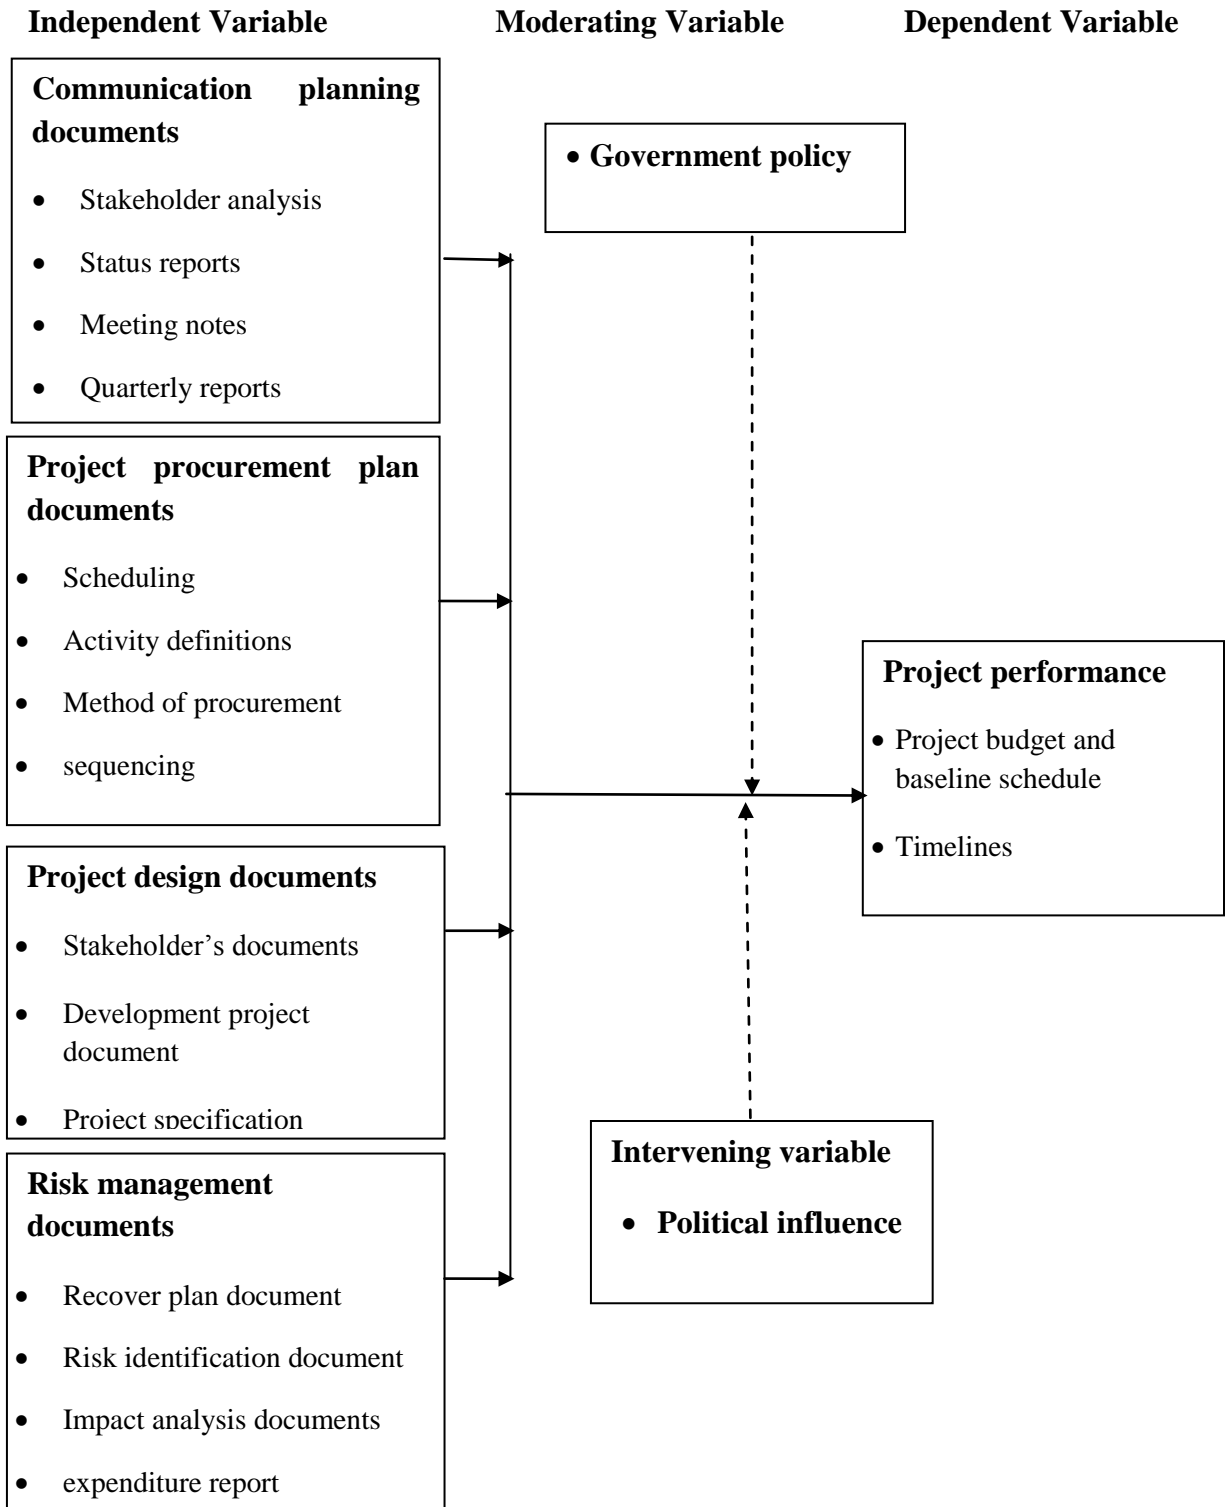 Independent Variable
Moderating Variable
Dependent Variable
Communication planning
documents
• Stakeholder analysis
• Status reports
• Meeting notes
• Quarterly reports
• Government policy
Project procurement plan
documents
• Scheduling
• Activity definitions
• Method of procurement
• sequencing
Project performance
• Project budget and
baseline schedule
• Timelines
Project design documents
• Stakeholder’s documents
• Development project
document
• Project specification
Intervening variable
• Political influence
Risk management
documents
• Recover plan document
• Risk identification document
• Impact analysis documents
• expenditure report